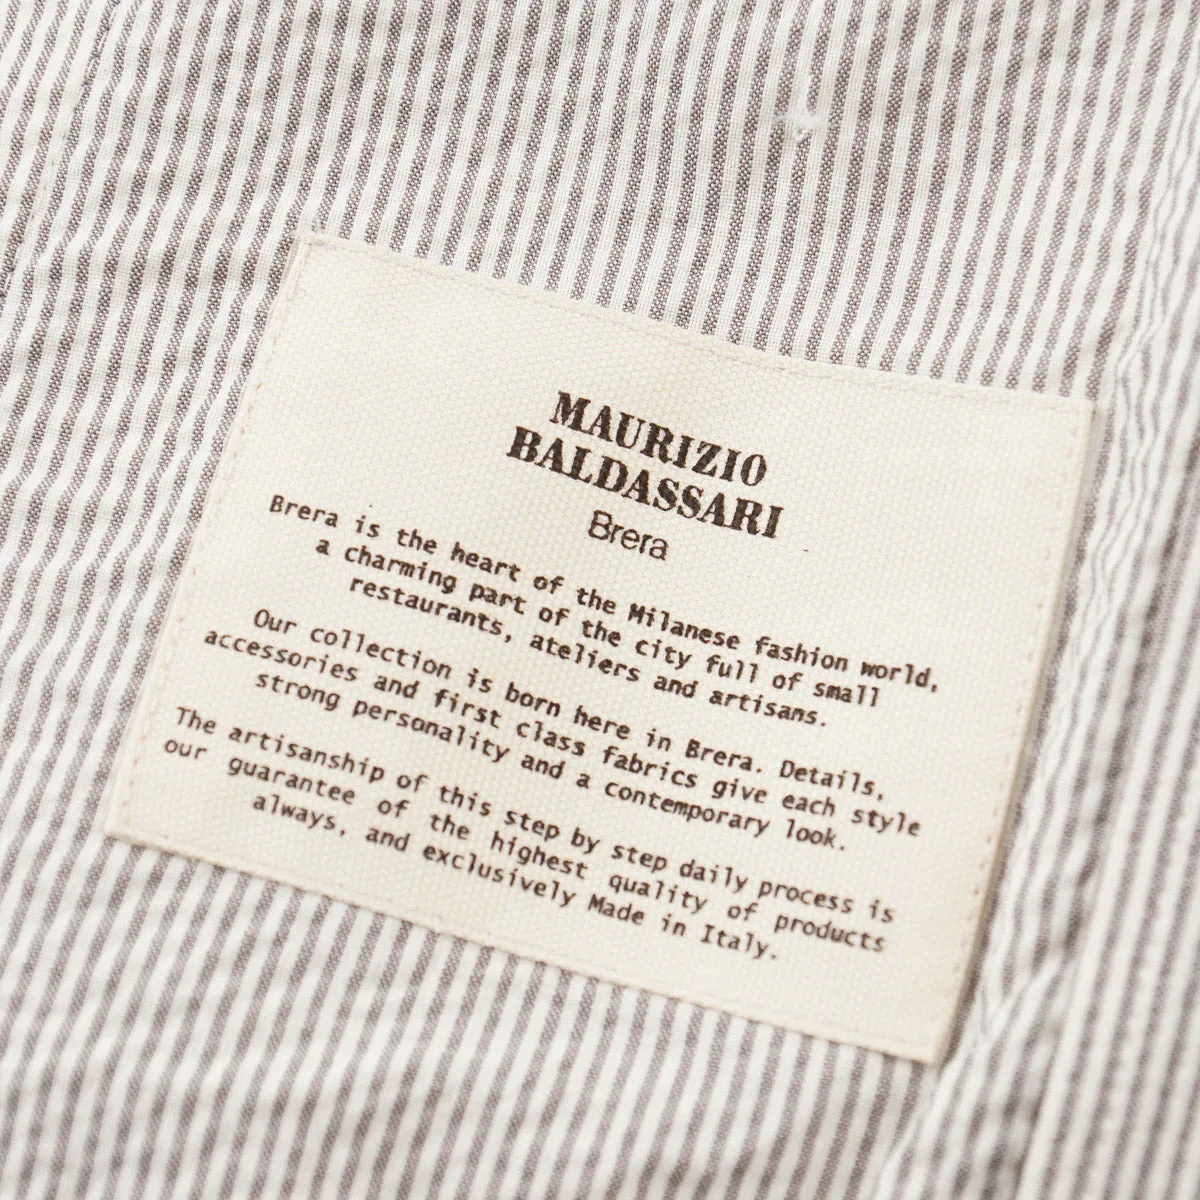 MAURIZIO
BALDASSARI
Brera
Brera is the heart of the Milanese fashion world,
a charming part of the city full of small
restaurants, ateliers and artisans.
Our collection is born here in Brera. Details,
accessories and first class fabrics give each style
strong personality and a contemporary look.
The artisanship of this step by step daily process is
our guarantee of the highest quality of products
always, and exclusively Made in Italy.